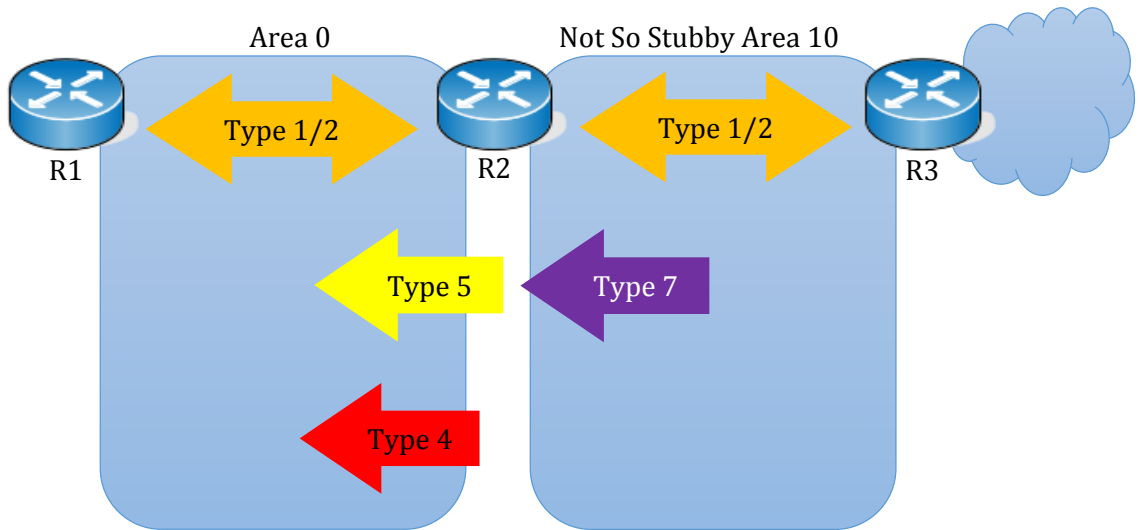 Area 0
Not So Stubby Area 10
Type 1/2
Type 1/2
R1
R2
R3
Type 5
Type 7
Type 4